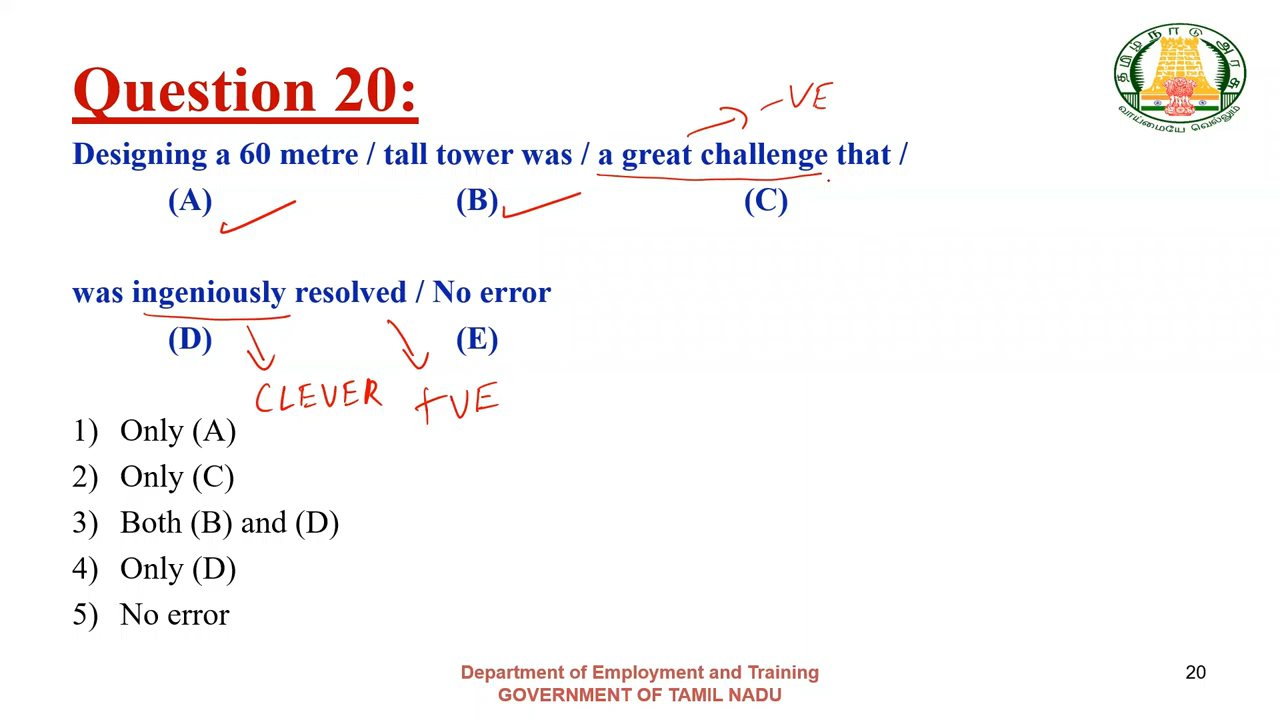 தமிழ் நாடு அரசு
வாய்மையே வெல்லும்
Question 20:
-VE
Designing a 60 metre / tall tower was / a great challenge that /
(A) (B) (C)
was ingeniously resolved / No error
(D) (E)
CLEVER +VE
1) Only (A)
2) Only (C)
3) Both (B) and (D)
4) Only (D)
5) No error
Department of Employment and Training
GOVERNMENT OF TAMIL NADU
20